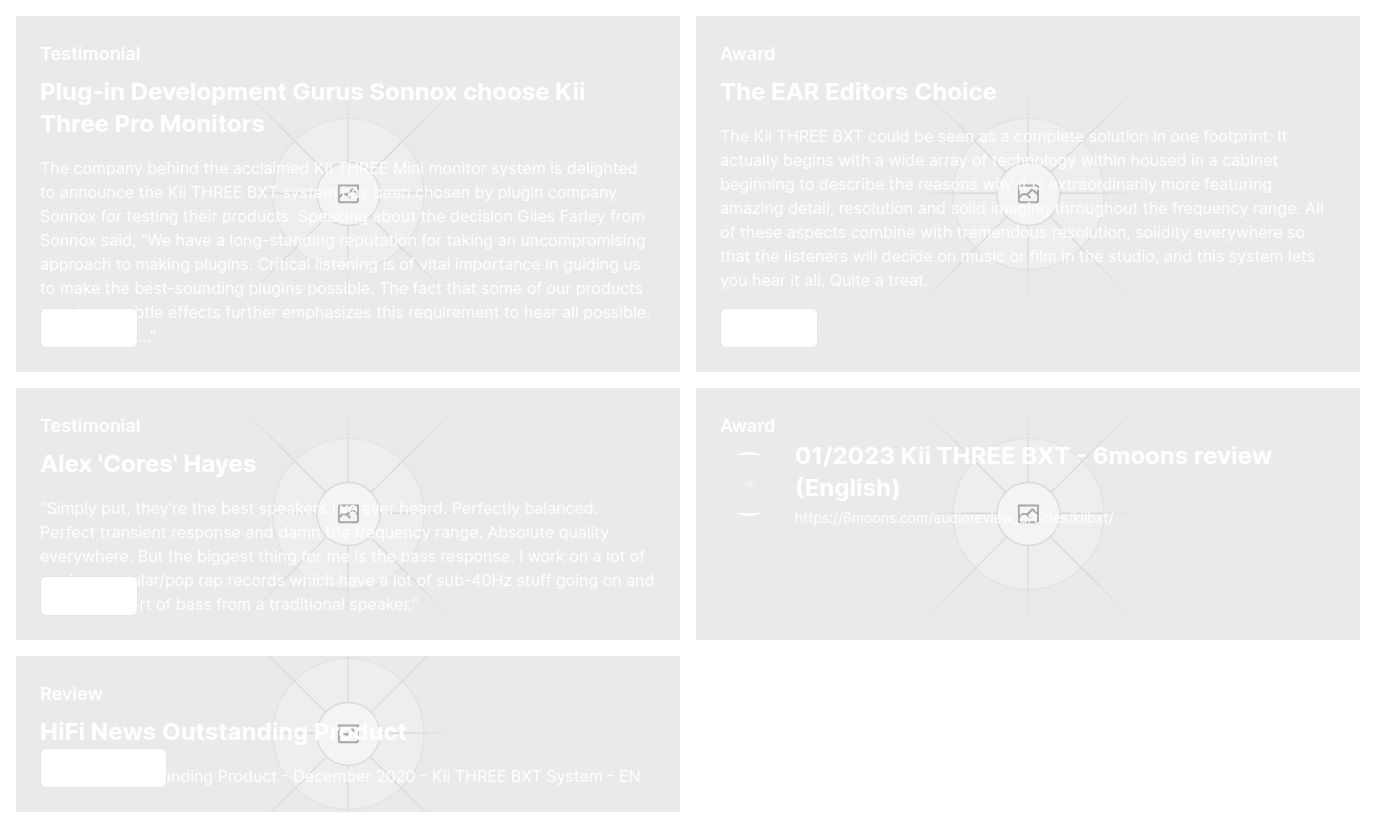 Testimonial
Plug-in Development Gurus Sonnox choose Kii
Three Pro Monitors
The company behind the acclaimed Kii THREE Mini monitor system is delighted
to announce the Kii THREE BXT system has been chosen by plugin company
Sonnox for testing their products. Speaking about the decision Giles Farley from
Sonnox said, "We have a long-standing reputation for taking an uncompromising
approach to making plugins. Critical listening is of vital importance in guiding us
to make the best-sounding plugins possible. The fact that some of our products
effects further emphasizes this requirement to hear all possible.
..."
Award
The EAR Editors Choice
The Kii THREE BXT could be seen as a complete solution in one footprint. It
actually begins with a wide array of technology within housed in a cabinet
beginning to describe the reasons why it is extraordinarily more featuring
amazing detail, resolution and solid imaging throughout the frequency range. All
of these aspects combine with tremendous resolution, solidity everywhere so
that the listeners will decide on music or film in the studio, and this system lets
you hear it all. Quite a treat.
Testimonial
Alex 'Cores' Hayes
"Simply put, they're the best speakers I've ever heard. Perfectly balanced.
Perfect transient response and damn the frequency range. Absolute quality
everywhere. But the biggest thing for me is the bass response. I work on a lot of
/pop rap records which have a lot of sub-40Hz stuff going on and
of bass from a traditional speaker."
Award
01/2023 Kii THREE BXT - 6moons review
(English)
https://6moons.com/audioreview_articles/kiibxt/
Review
HiFi News Outstanding Product
Product - December 2020 - Kii THREE BXT System - EN